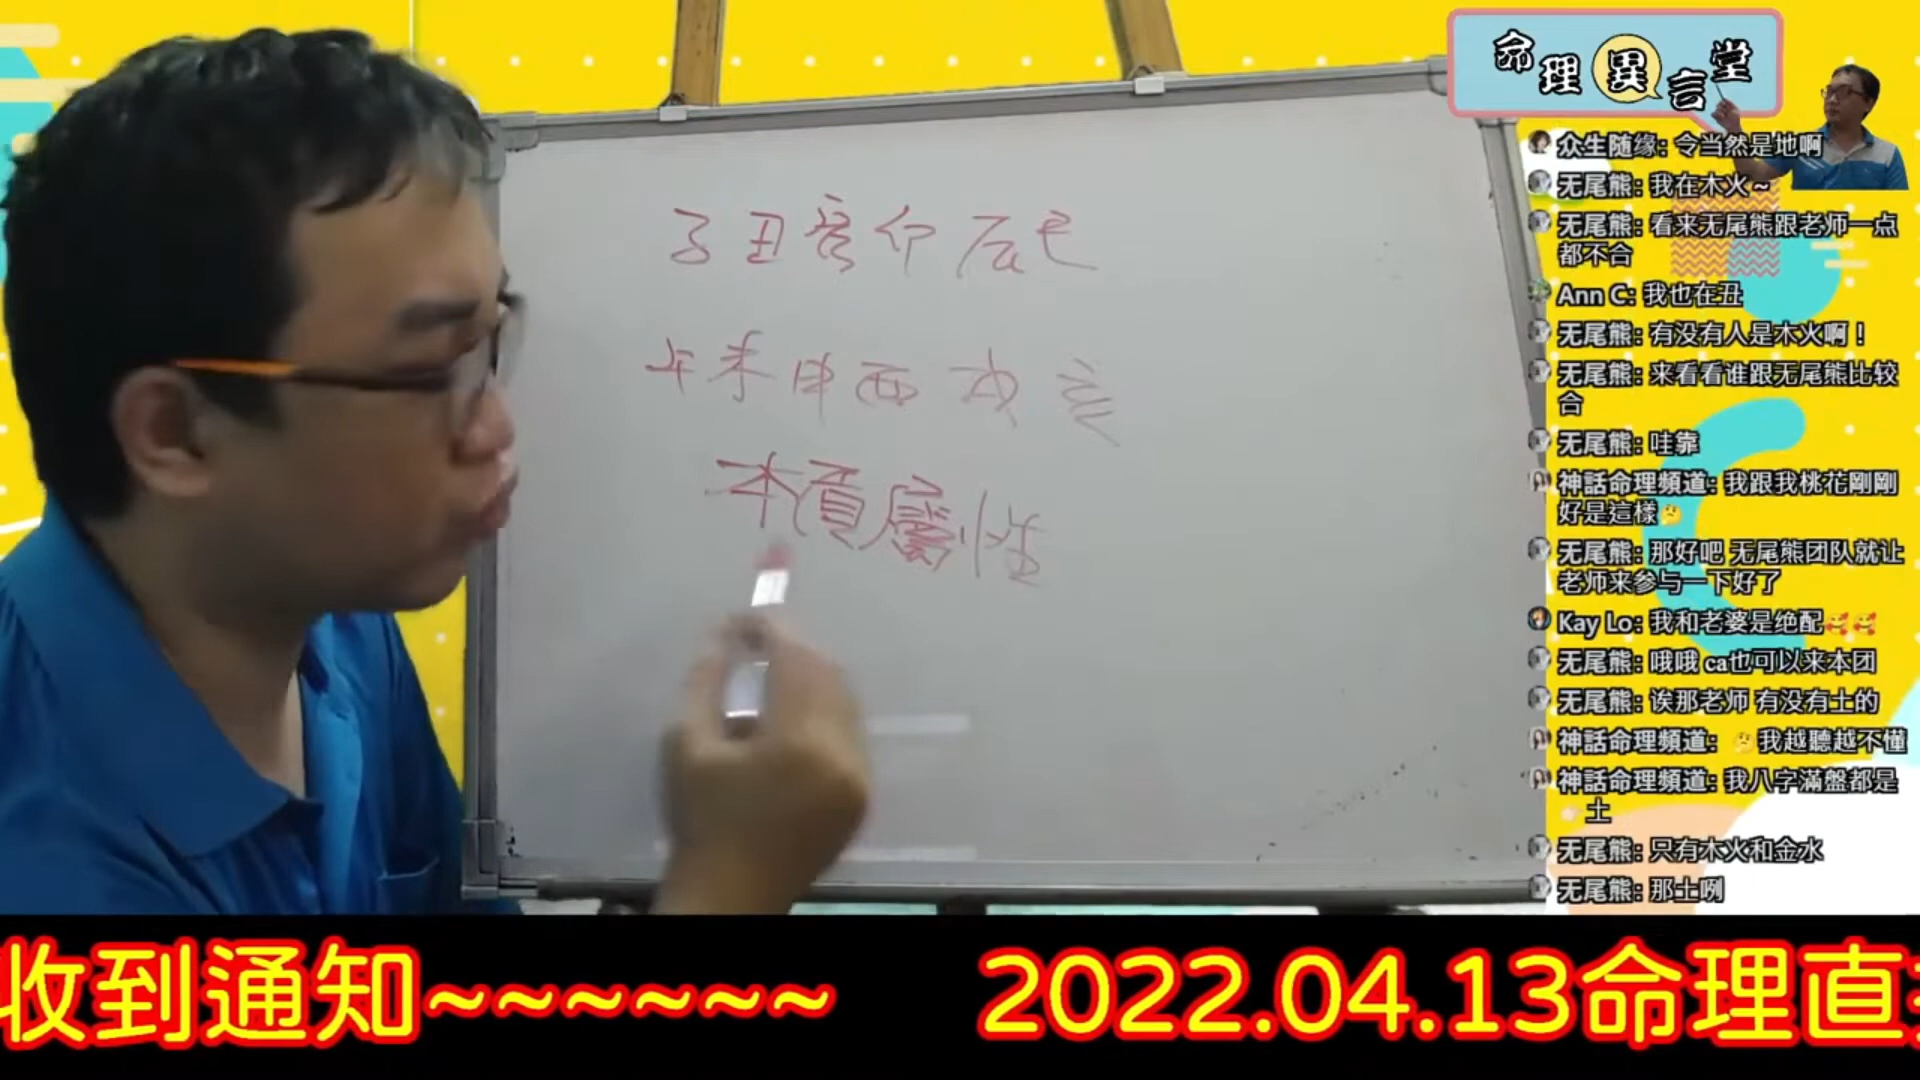 命理異言堂
子丑寅卯辰巳
午未申酉戌亥
本質屬性
众生随缘: 令当然是地啊
无尾熊: 我在木火~
无尾熊: 看来无尾熊跟老师一点
都不合
Ann C: 我也在丑
无尾熊: 有没有人是木火啊！
无尾熊: 来看看谁跟无尾熊比较
合
无尾熊: 哇靠
神話命理頻道: 我跟我桃花剛剛
好是這樣🤔
无尾熊: 那好吧 无尾熊团队就让
老师来参与一下好了
Kay Lo: 我和老婆是绝配🥰🥰
无尾熊: 哦哦 ca也可以来本团
无尾熊: 诶那老师 有没有土的
神話命理頻道: 🤔我越聽越不懂
神話命理頻道: 我八字滿盤都是
土
无尾熊: 只有木火和金水
无尾熊: 那土咧
收到通知~~~~~~ 2022.04.13命理直